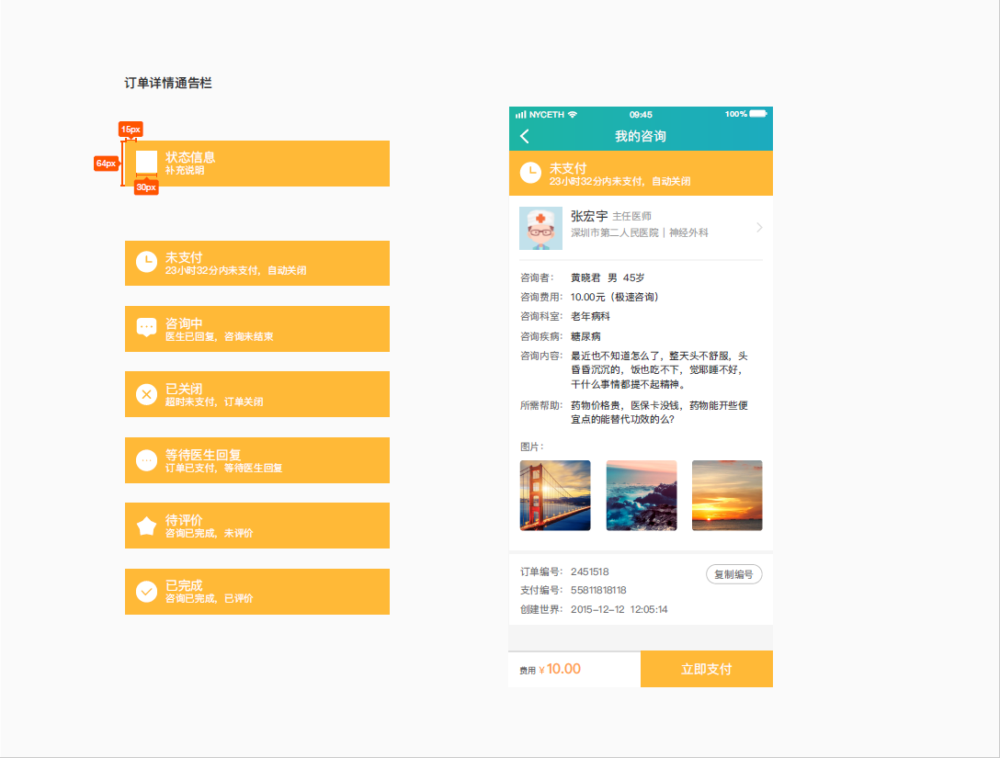 订单详情通告栏
15px
64px
30px
状态信息
补充说明
未支付
23小时32分内未支付，自动关闭
咨询中
医生已回复，咨询未结束
已关闭
超时未支付，订单关闭
等待医生回复
订单已支付，等待医生回复
待评价
咨询已完成，未评价
已完成
咨询已完成，已评价
NYCETH 09:45 100%
我的咨询
未支付
23小时32分内未支付，自动关闭
张宏宇 主任医师
深圳市第二人民医院 | 神经外科
咨询者： 黄晓君 男 45岁
咨询费用： 10.00元（极速咨询）
咨询科室： 老年病科
咨询疾病： 糖尿病
咨询内容： 最近也不知道怎么了，整天头不舒服，头
昏昏沉沉的，饭也吃不下，觉耶睡不好，
干什么事情都提不起精神。
所需帮助： 药物价格贵，医保卡没钱，药物能开些便
宜点的能替代功效的么？
图片：
订单编号： 2451518 复制编号
支付编号： 55811818118
创建世界： 2015-12-12 12:05:14
费用 ¥ 10.00 立即支付